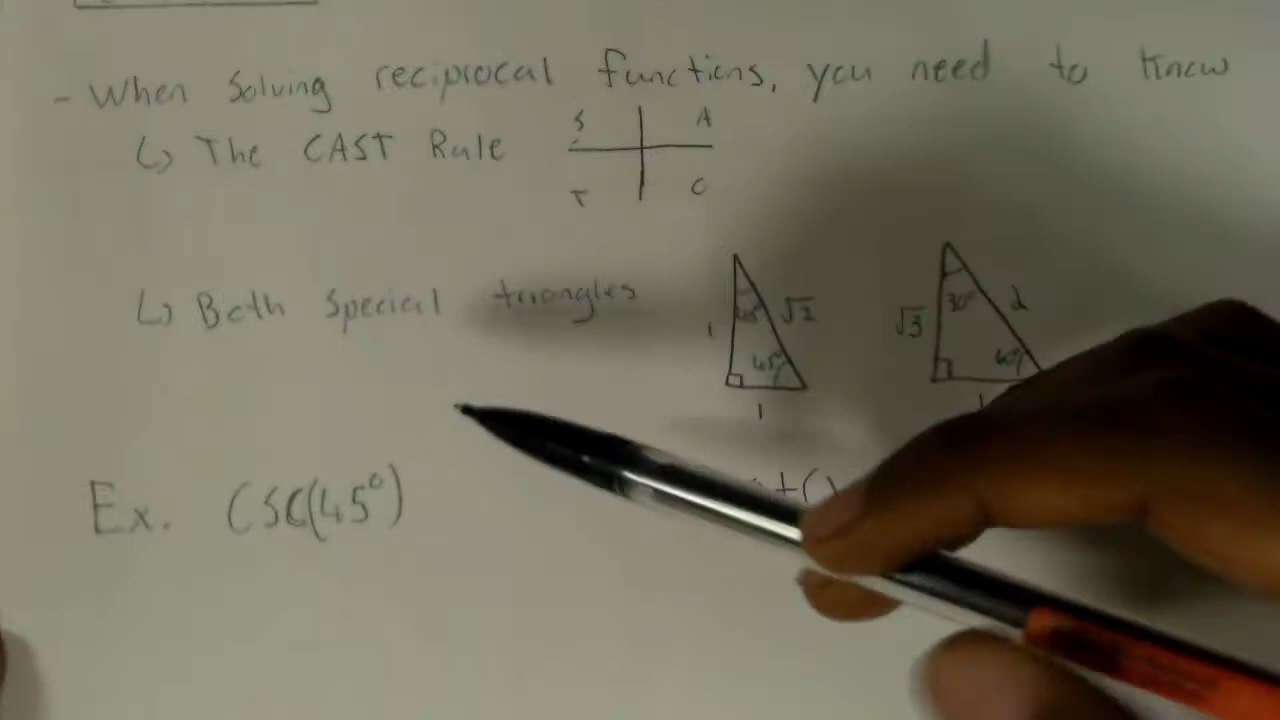 - When Solving reciprocal functions, you need to know
↳ The CAST Rule
S A
T C
↳ Both Special triangles
45° √2
1
45°
1
30° 2
√3
60°
1
Ex. CSC(45°)